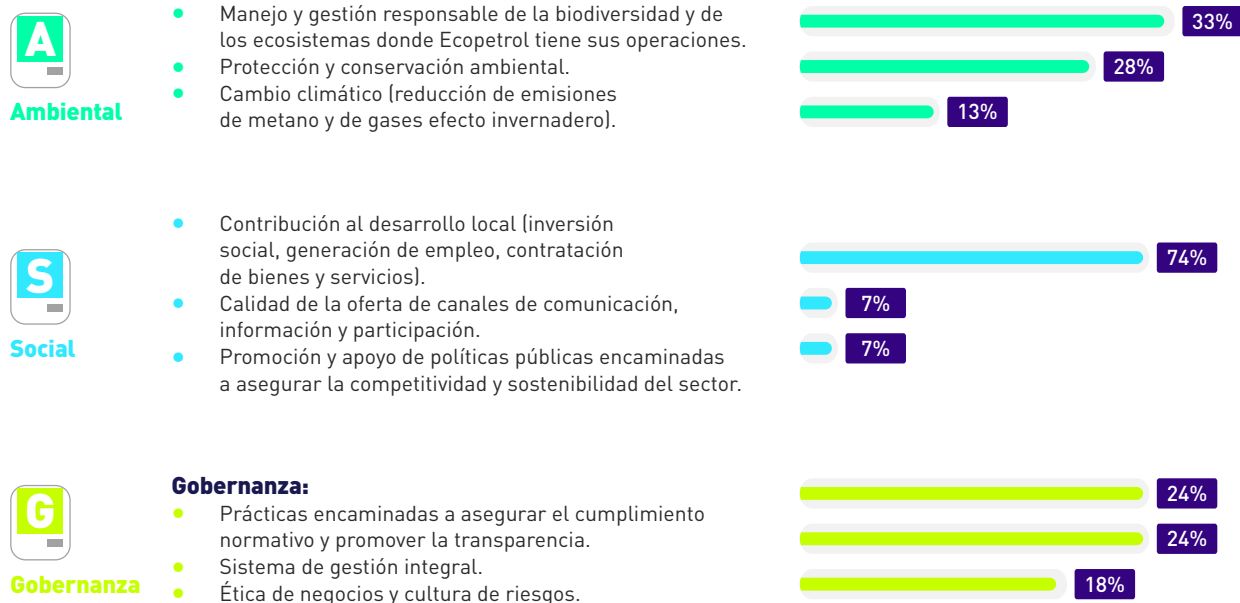 A
Ambiental
• Manejo y gestión responsable de la biodiversidad y de
los ecosistemas donde Ecopetrol tiene sus operaciones.
• Protección y conservación ambiental.
• Cambio climático (reducción de emisiones
de metano y de gases efecto invernadero).
33%
28%
13%
S
Social
• Contribución al desarrollo local (inversión
social, generación de empleo, contratación
de bienes y servicios).
• Calidad de la oferta de canales de comunicación,
información y participación.
• Promoción y apoyo de políticas públicas encaminadas
a asegurar la competitividad y sostenibilidad del sector.
74%
7%
7%
G
Gobernanza
Gobernanza:
• Prácticas encaminadas a asegurar el cumplimiento
normativo y promover la transparencia.
• Sistema de gestión integral.
• Ética de negocios y cultura de riesgos.
24%
24%
18%